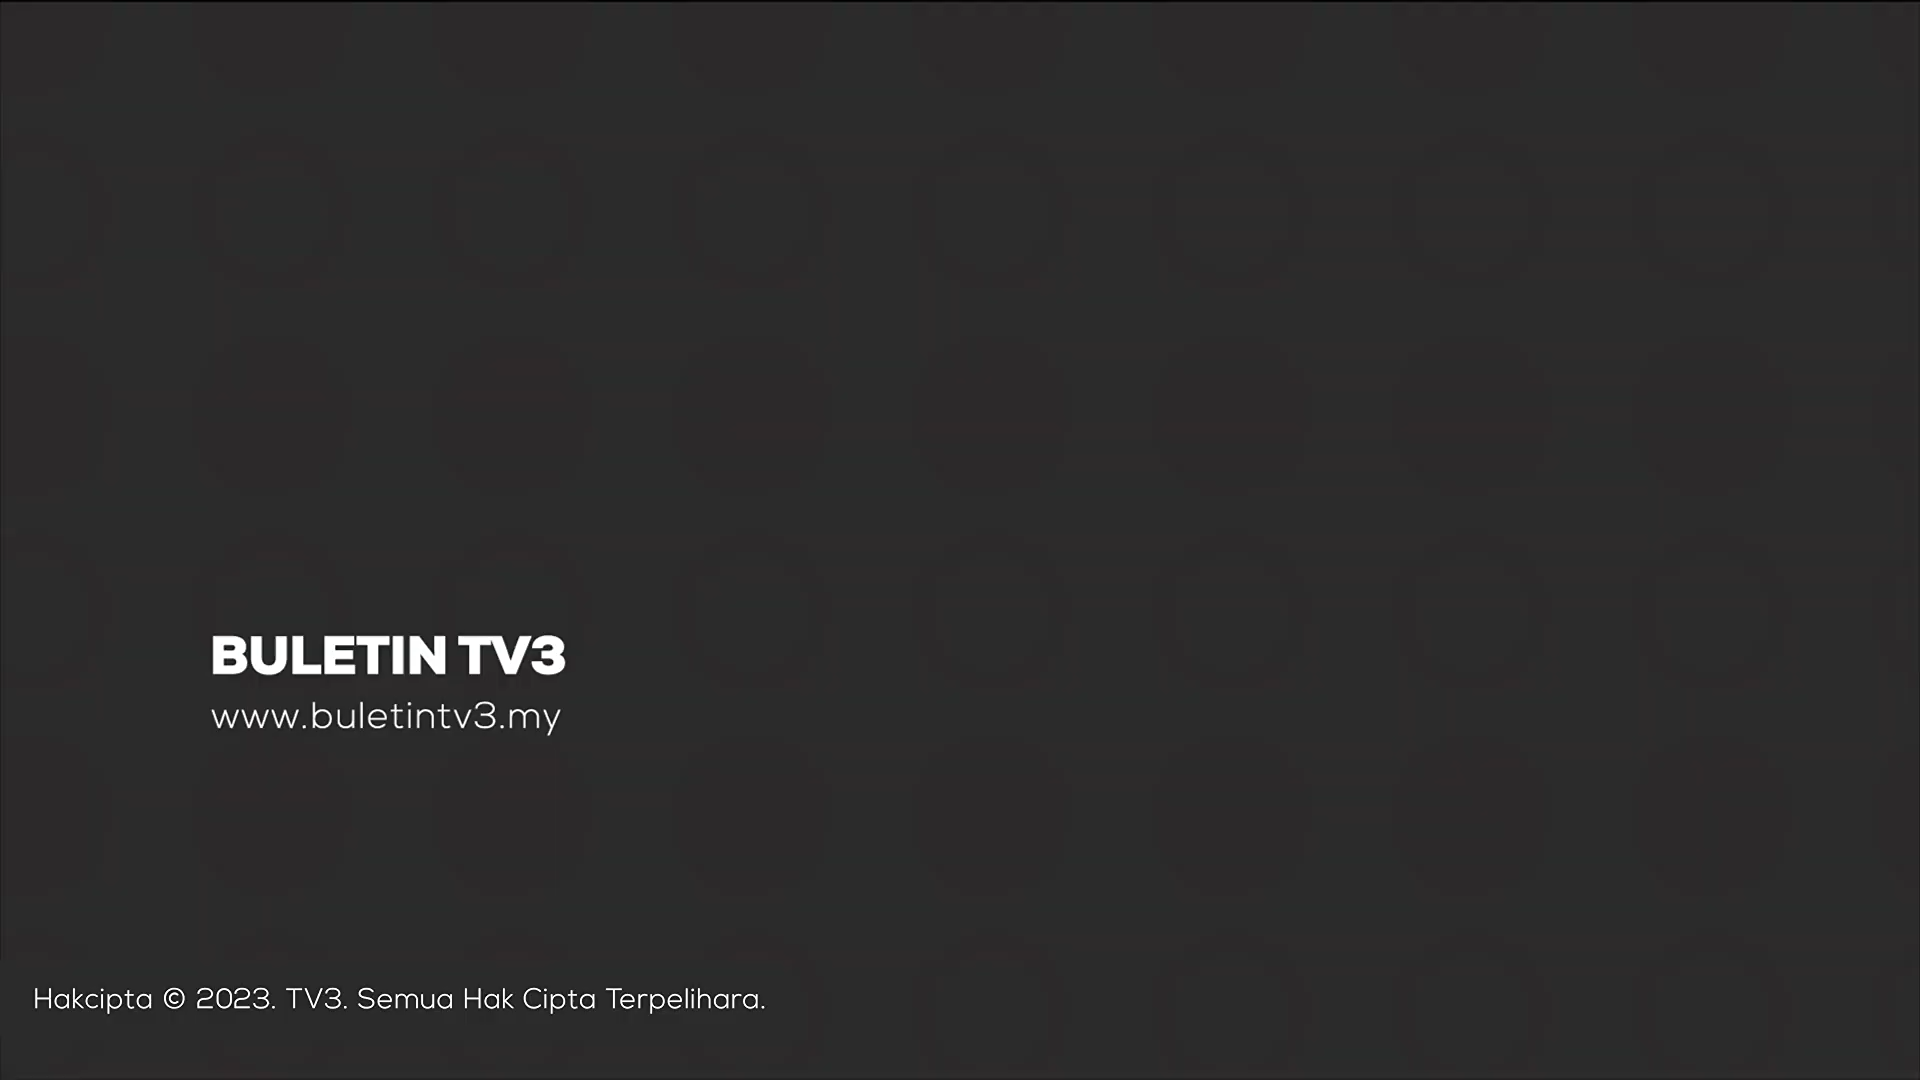 BULETIN TV3
www.buletintv3.my
Hakcipta © 2023. TV3. Semua Hak Cipta Terpelihara.